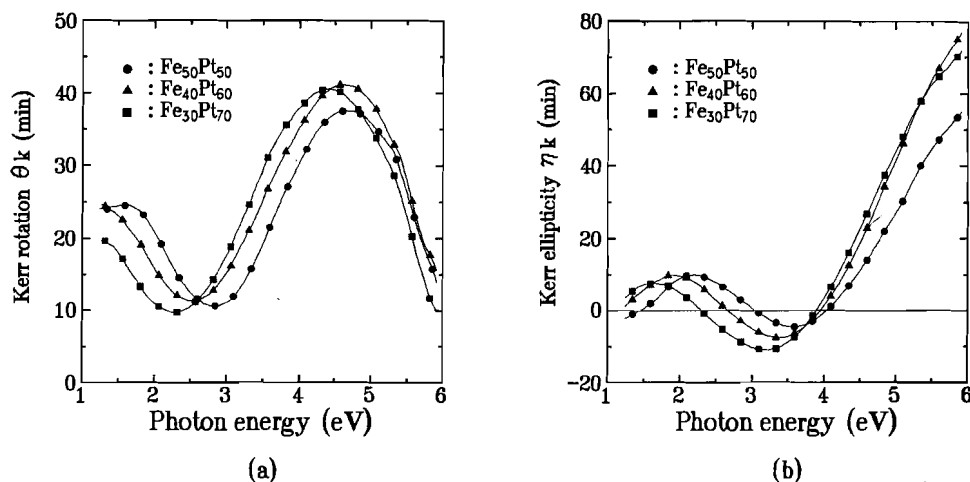 50
40
30
20
10
0
Kerr rotation θk (min)
● : Fe50Pt50
▲ : Fe40Pt60
■ : Fe30Pt70
1 2 3 4 5 6
Photon energy (eV)
(a)
80
60
40
20
0
−20
Kerr ellipticity ηk (min)
● : Fe50Pt50
▲ : Fe40Pt60
■ : Fe30Pt70
1 2 3 4 5 6
Photon energy (eV)
(b)